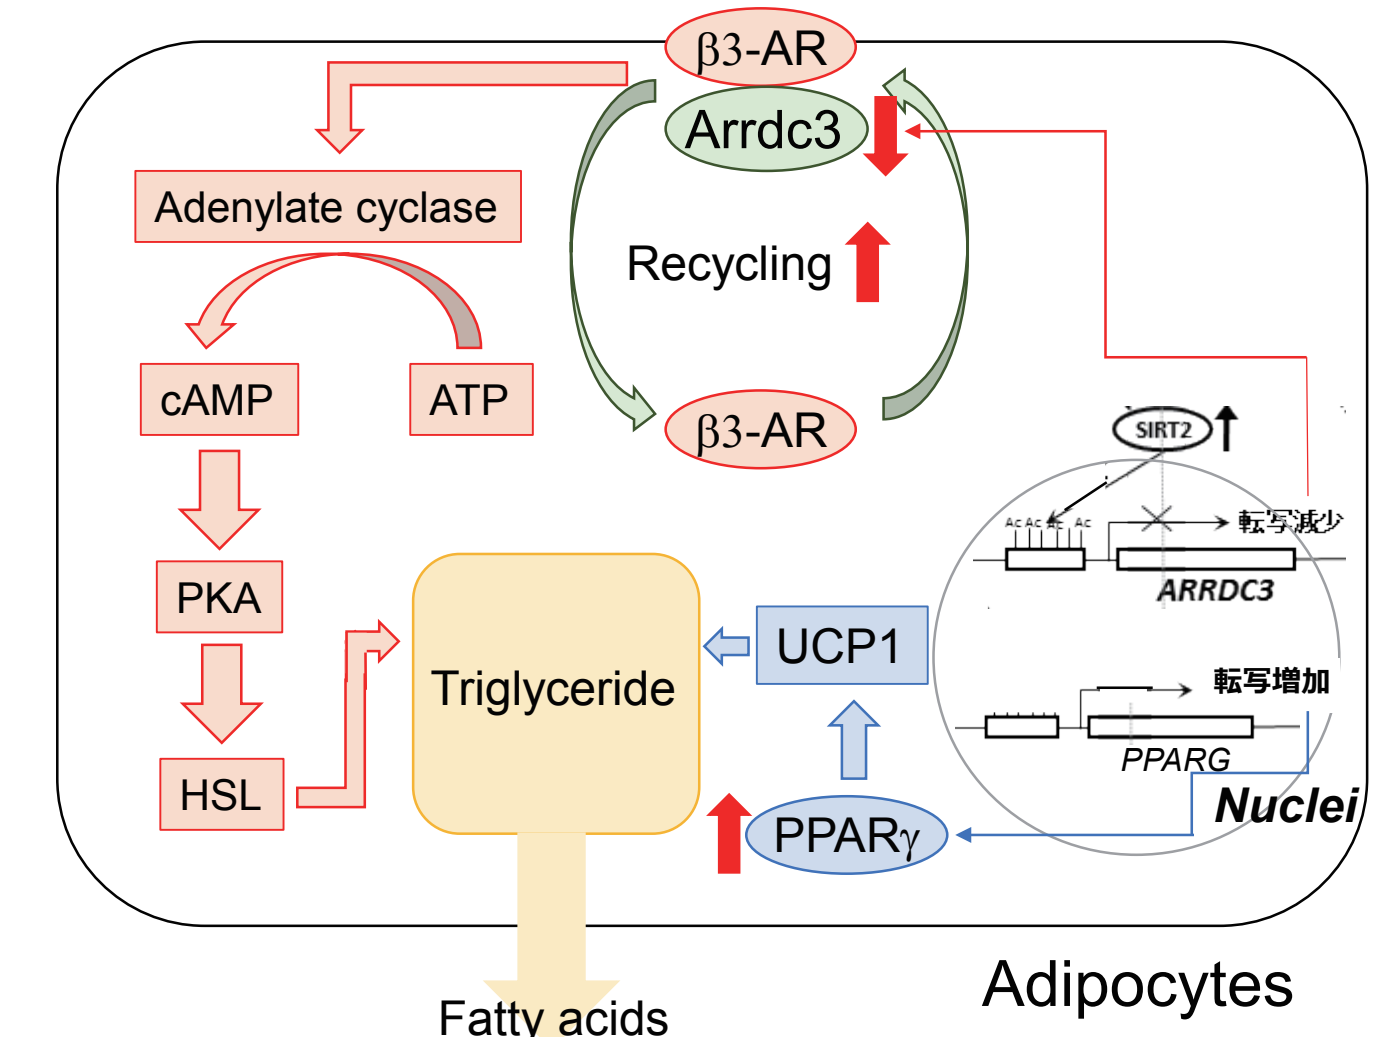 β3-AR
Arrdc3
Adenylate cyclase
Recycling
cAMP
ATP
β3-AR
SIRT2
Ac Ac Ac Ac
転写減少
ARRDC3
PKA
UCP1
Triglyceride
転写増加
PPARG
HSL
Nuclei
PPARγ
Adipocytes
Fatty acids